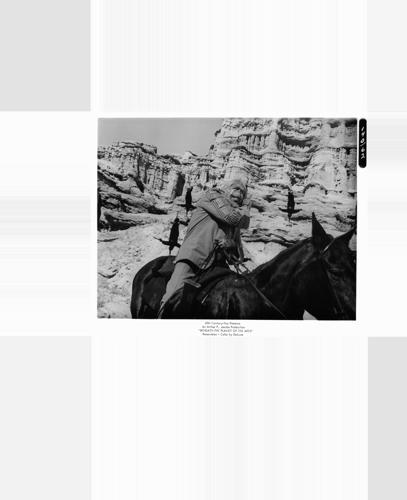 20th Century-Fox Presents
An Arthur P. Jacobs Production
"BENEATH THE PLANET OF THE APES"
Panavision • Color by DeLuxe